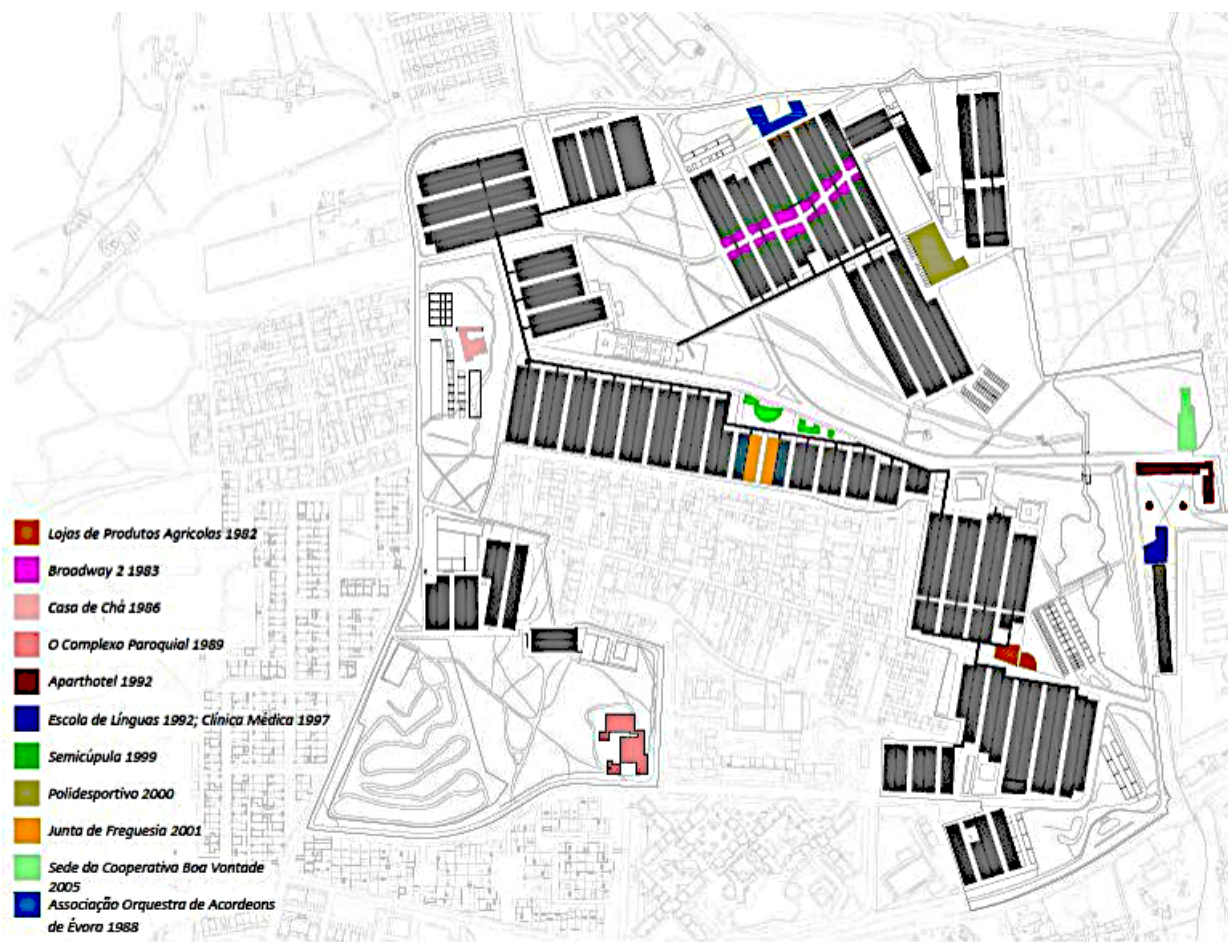 Lojas de Produtos Agricolas 1982
Broadway 2 1983
Casa de Chá 1986
O Complexo Paroquial 1989
Aparthotel 1992
Escola de Línguas 1992; Clínica Médica 1997
Semicúpula 1999
Polidesportivo 2000
Junta de Freguesia 2001
Sede da Cooperativa Boa Vontade
2005
Associação Orquestra de Acordeons
de Évora 1988